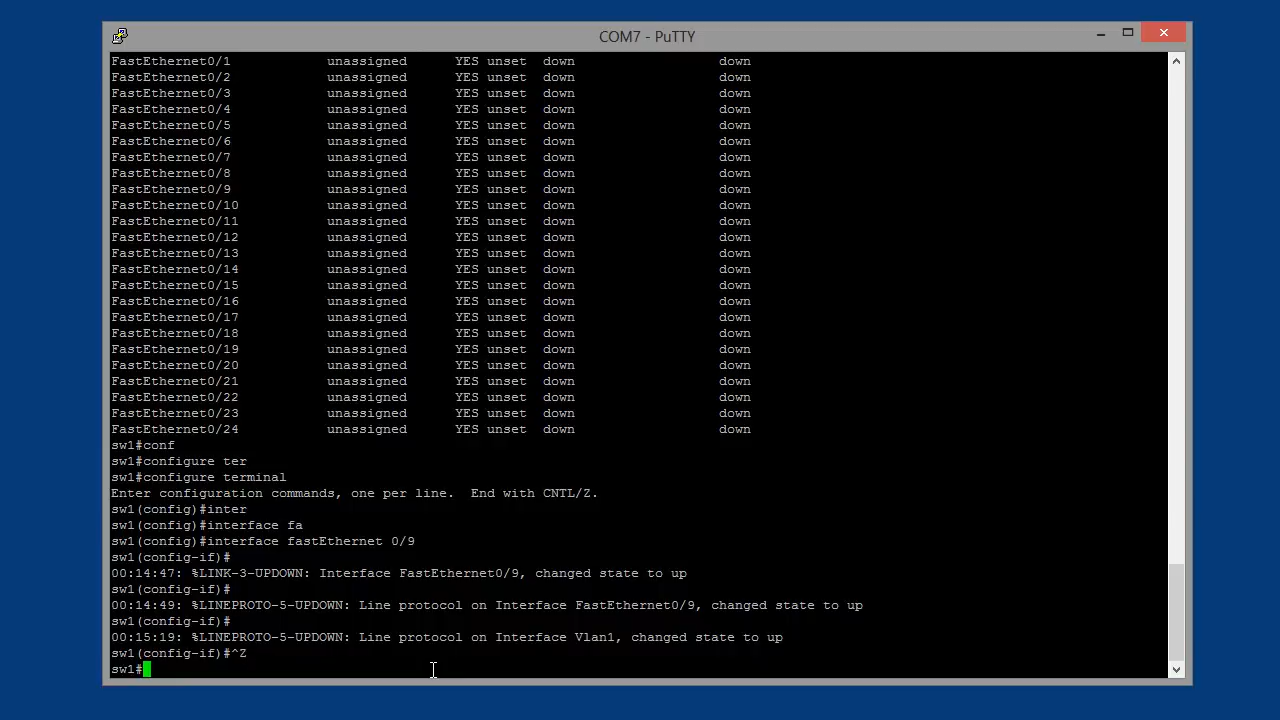 COM7 - PuTTY
FastEthernet0/1 unassigned YES unset down down
FastEthernet0/2 unassigned YES unset down down
FastEthernet0/3 unassigned YES unset down down
FastEthernet0/4 unassigned YES unset down down
FastEthernet0/5 unassigned YES unset down down
FastEthernet0/6 unassigned YES unset down down
FastEthernet0/7 unassigned YES unset down down
FastEthernet0/8 unassigned YES unset down down
FastEthernet0/9 unassigned YES unset down down
FastEthernet0/10 unassigned YES unset down down
FastEthernet0/11 unassigned YES unset down down
FastEthernet0/12 unassigned YES unset down down
FastEthernet0/13 unassigned YES unset down down
FastEthernet0/14 unassigned YES unset down down
FastEthernet0/15 unassigned YES unset down down
FastEthernet0/16 unassigned YES unset down down
FastEthernet0/17 unassigned YES unset down down
FastEthernet0/18 unassigned YES unset down down
FastEthernet0/19 unassigned YES unset down down
FastEthernet0/20 unassigned YES unset down down
FastEthernet0/21 unassigned YES unset down down
FastEthernet0/22 unassigned YES unset down down
FastEthernet0/23 unassigned YES unset down down
FastEthernet0/24 unassigned YES unset down down
sw1#conf
sw1#configure ter
sw1#configure terminal
Enter configuration commands, one per line.  End with CNTL/Z.
sw1(config)#inter
sw1(config)#interface fa
sw1(config)#interface fastEthernet 0/9
sw1(config-if)#
00:14:47: %LINK-3-UPDOWN: Interface FastEthernet0/9, changed state to up
sw1(config-if)#
00:14:49: %LINEPROTO-5-UPDOWN: Line protocol on Interface FastEthernet0/9, changed state to up
sw1(config-if)#
00:15:19: %LINEPROTO-5-UPDOWN: Line protocol on Interface Vlan1, changed state to up
sw1(config-if)#^Z
sw1#